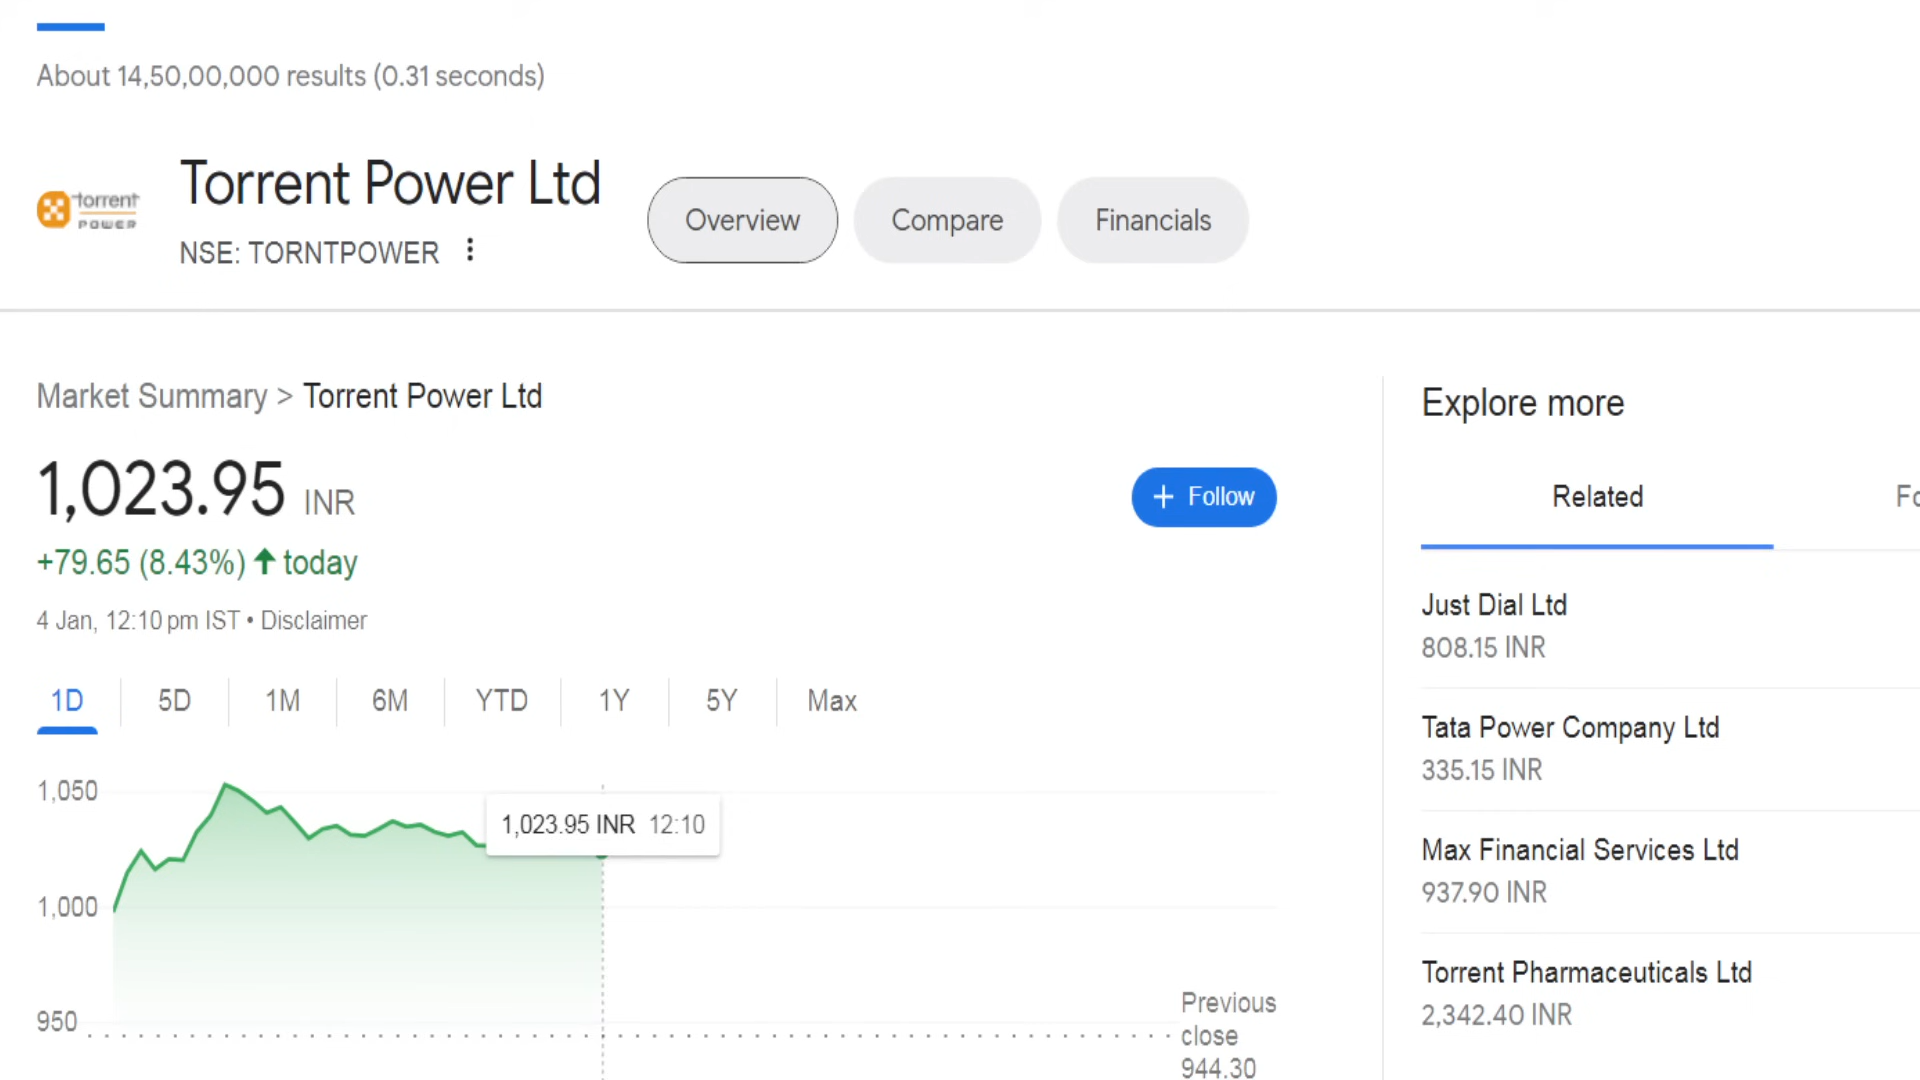 About 14,50,00,000 results (0.31 seconds)
torrent
POWER
Torrent Power Ltd
NSE: TORNTPOWER
Overview
Compare
Financials
Market Summary > Torrent Power Ltd
1,023.95 INR
+ Follow
+79.65 (8.43%) ↑ today
4 Jan, 12:10 pm IST • Disclaimer
1D 5D 1M 6M YTD 1Y 5Y Max
1,050
1,023.95 INR 12:10
1,000
950
Previous
close
944.30
Explore more
Related
Fo
Just Dial Ltd
808.15 INR
Tata Power Company Ltd
335.15 INR
Max Financial Services Ltd
937.90 INR
Torrent Pharmaceuticals Ltd
2,342.40 INR